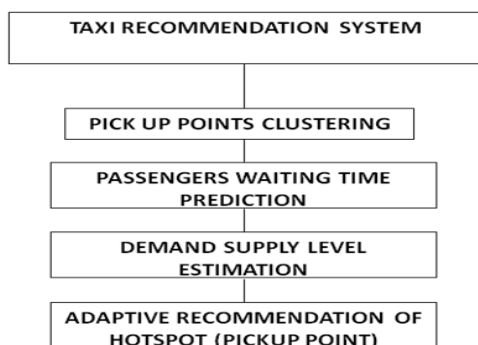 TAXI RECOMMENDATION SYSTEM
PICK UP POINTS CLUSTERING
PASSENGERS WAITING TIME
PREDICTION
DEMAND SUPPLY LEVEL
ESTIMATION
ADAPTIVE RECOMMENDATION OF
HOTSPOT (PICKUP POINT)